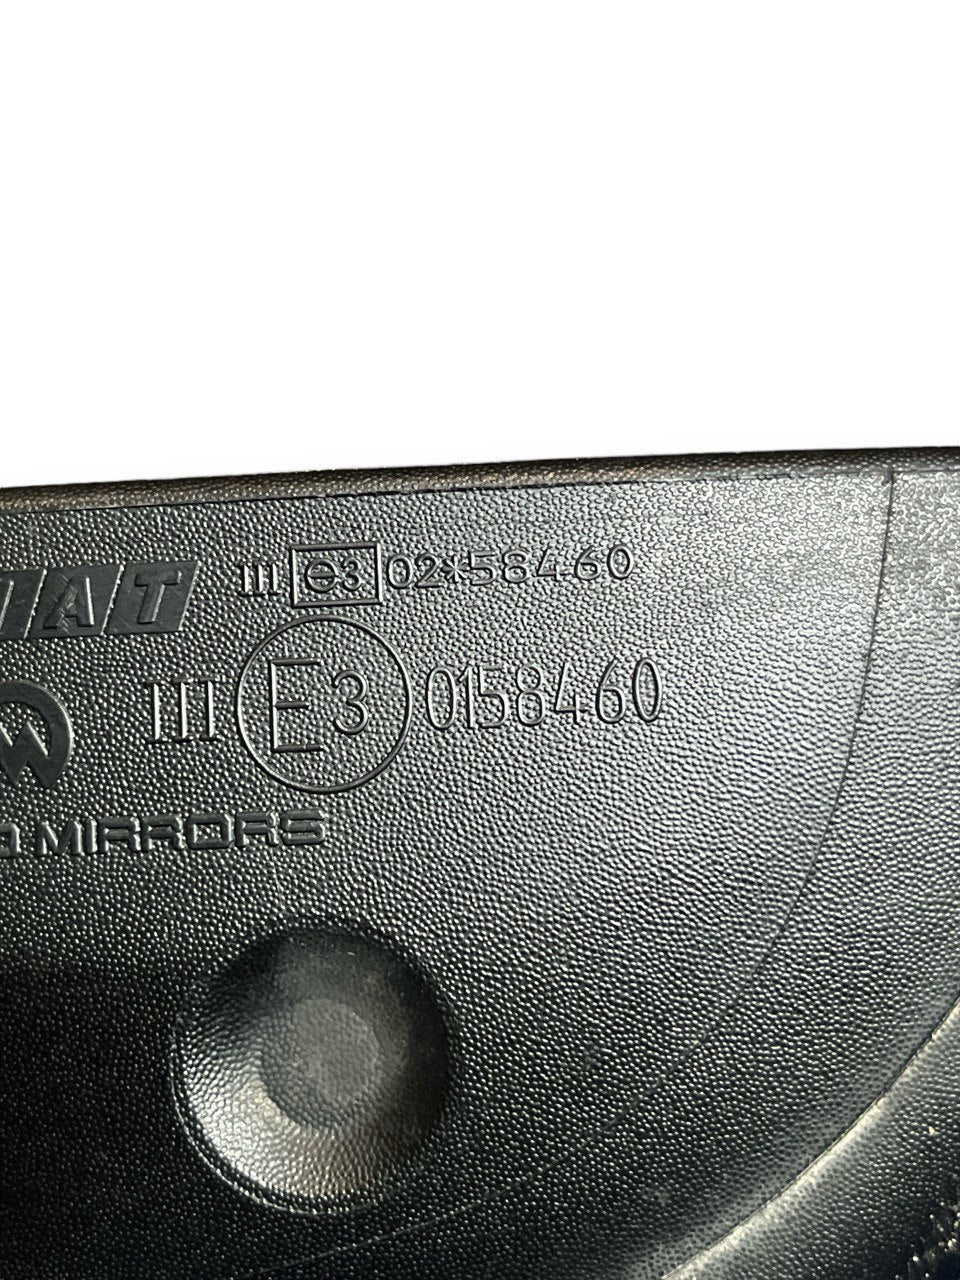 IAT III e3 02*58460
III E3 0158460
MIRRORS